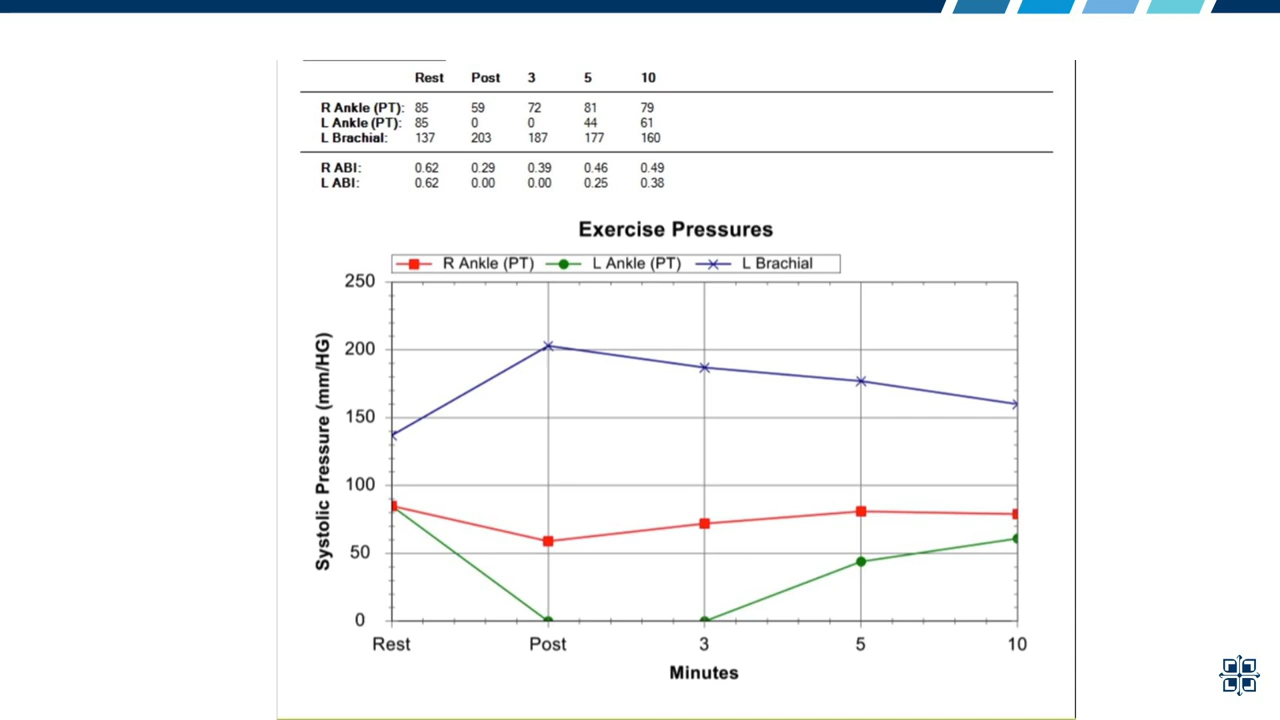 Rest Post 3 5 10
R Ankle (PT): 85 59 72 81 79
L Ankle (PT): 85 0 0 44 61
L Brachial: 137 203 187 177 160
R ABI: 0.62 0.29 0.39 0.46 0.49
L ABI: 0.62 0.00 0.00 0.25 0.38
Exercise Pressures
R Ankle (PT) L Ankle (PT) L Brachial
250
200
150
100
50
0
Systolic Pressure (mm/HG)
Rest Post 3 5 10
Minutes